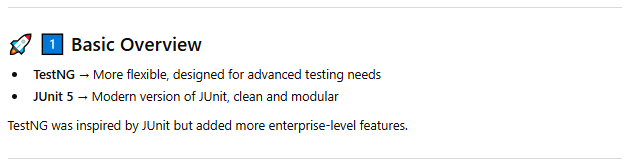 🚀 1️⃣ Basic Overview
• TestNG → More flexible, designed for advanced testing needs
• JUnit 5 → Modern version of JUnit, clean and modular
TestNG was inspired by JUnit but added more enterprise-level features.